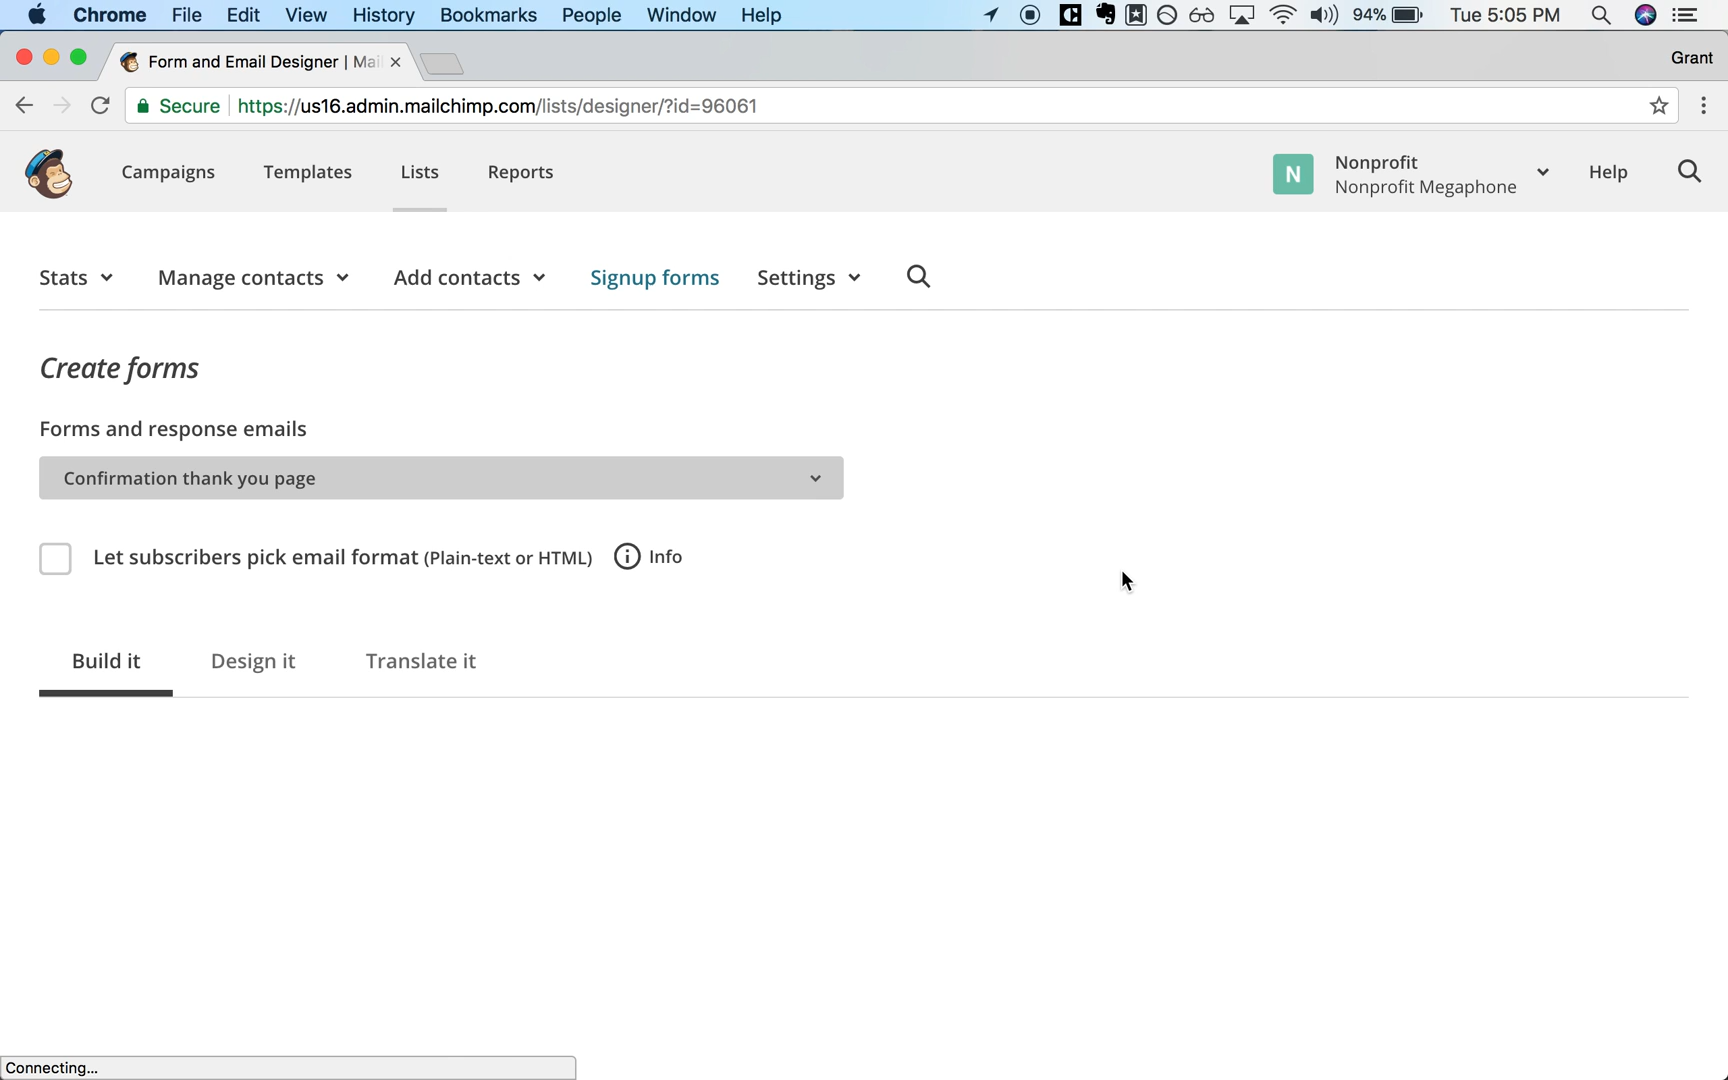 Chrome File Edit View History Bookmarks People Window Help 94% Tue 5:05 PM
Form and Email Designer | Mai Grant
Secure https://us16.admin.mailchimp.com/lists/designer/?id=96061
Campaigns Templates Lists Reports N Nonprofit Help
Nonprofit Megaphone
Stats Manage contacts Add contacts Signup forms Settings
Create forms
Forms and response emails
Confirmation thank you page
Let subscribers pick email format (Plain-text or HTML) Info
Build it Design it Translate it
Connecting...